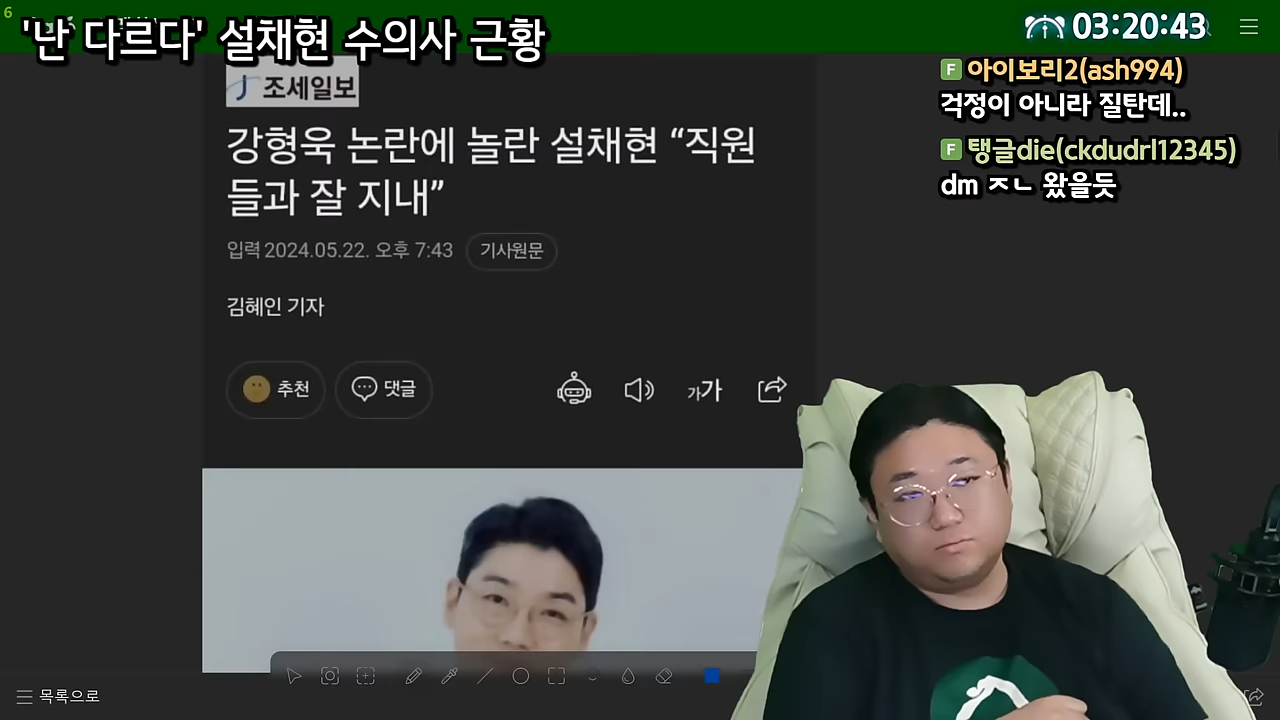 6
'난 다르다' 설채현 수의사 근황
03:20:43
조세일보
강형욱 논란에 놀란 설채현 “직원
들과 잘 지내”
입력 2024.05.22. 오후 7:43 기사원문
김혜인 기자
추천 댓글 가가
F 아이보리2(ash994)
걱정이 아니라 질탄데..
F 탱글die(ckdudrl12345)
dm ㅈㄴ 왔을듯
목록으로